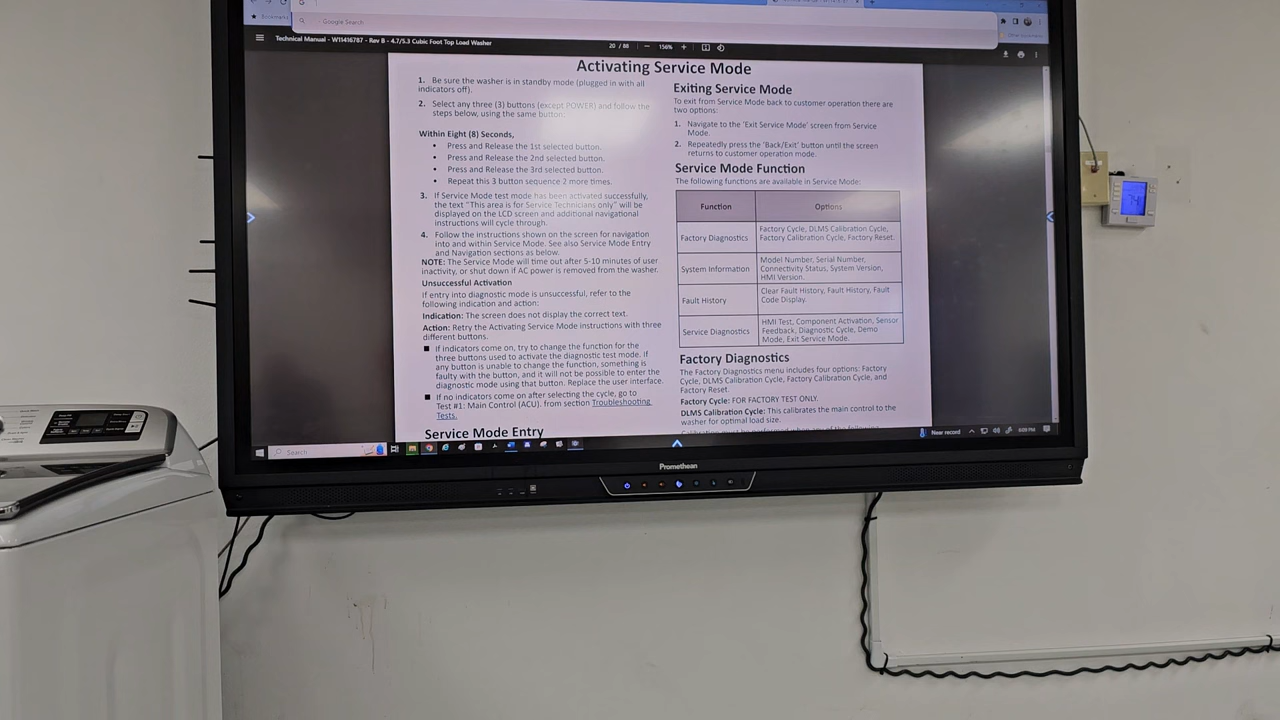 Bookmarks
Google Search
Technical Manual - W11416787 - Rev B - 4.7/5.3 Cubic Foot Top Load Washer
20 / 88
156%
Activating Service Mode
1. Be sure the washer is in standby mode (plugged in with all
indicators off).
2. Select any three (3) buttons (except POWER) and follow the
steps below, using the same button.
Within Eight (8) Seconds,
• Press and Release the 1st selected button.
• Press and Release the 2nd selected button.
• Press and Release the 3rd selected button.
• Repeat this 3 button sequence 2 more times.
3. If Service Mode test mode has been activated successfully,
the text "This area is for Service Technicians only" will be
displayed on the LCD screen and additional navigational
instructions will cycle through.
4. Follow the instructions shown on the screen for navigation
into and within Service Mode. See also Service Mode Entry
and Navigation sections as below.
NOTE: The Service Mode will time out after 5-10 minutes of user
inactivity, or shut down if AC power is removed from the washer.
Unsuccessful Activation
If entry into diagnostic mode is unsuccessful, refer to the
following indication and action:
Indication: The screen does not display the correct text.
Action: Retry the Activating Service Mode instructions with three
different buttons.
■ if indicators come on, try to change the function for the
three buttons used to activate the diagnostic test mode. If
any button is unable to change the function, something is
faulty with the button, and it will not be possible to enter the
diagnostic mode using that button. Replace the user interface.
■ If no indicators come on after selecting the cycle, go to
Test #1: Main Control (ACU). from section Troubleshooting
Tests.
Service Mode Entry
Exiting Service Mode
To exit from Service Mode back to customer operation there are
two options:
1. Navigate to the 'Exit Service Mode' screen from Service
Mode.
2. Repeatedly press the 'Back/Exit' button until the screen
returns to customer operation mode.
Service Mode Function
The following functions are available in Service Mode:
Function Options
Factory Diagnostics Factory Cycle, DLMS Calibration Cycle,
Factory Calibration Cycle, Factory Reset.
System Information Model Number, Serial Number,
Connectivity Status, System Version,
HMI Version.
Fault History Clear Fault History, Fault History, Fault
Code Display.
Service Diagnostics HMI Test, Component Activation, Sensor
Feedback, Diagnostic Cycle, Demo
Mode, Exit Service Mode.
Factory Diagnostics
The Factory Diagnostics menu includes four options: Factory
Cycle, DLMS Calibration Cycle, Factory Calibration Cycle, and
Factory Reset.
Factory Cycle: FOR FACTORY TEST ONLY.
DLMS Calibration Cycle: This calibrates the main control to the
washer for optimal load size.
Search
Near record
Promethean